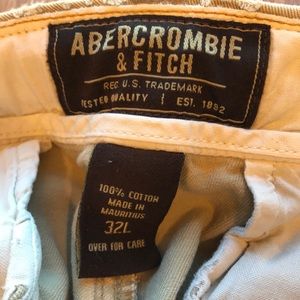 ABERCROMBIE
& FITCH
REG U.S. TRADEMARK
TESTED QUALITY | EST. 1892
100% COTTON
MADE IN
MAURITIUS
32L
OVER FOR CARE